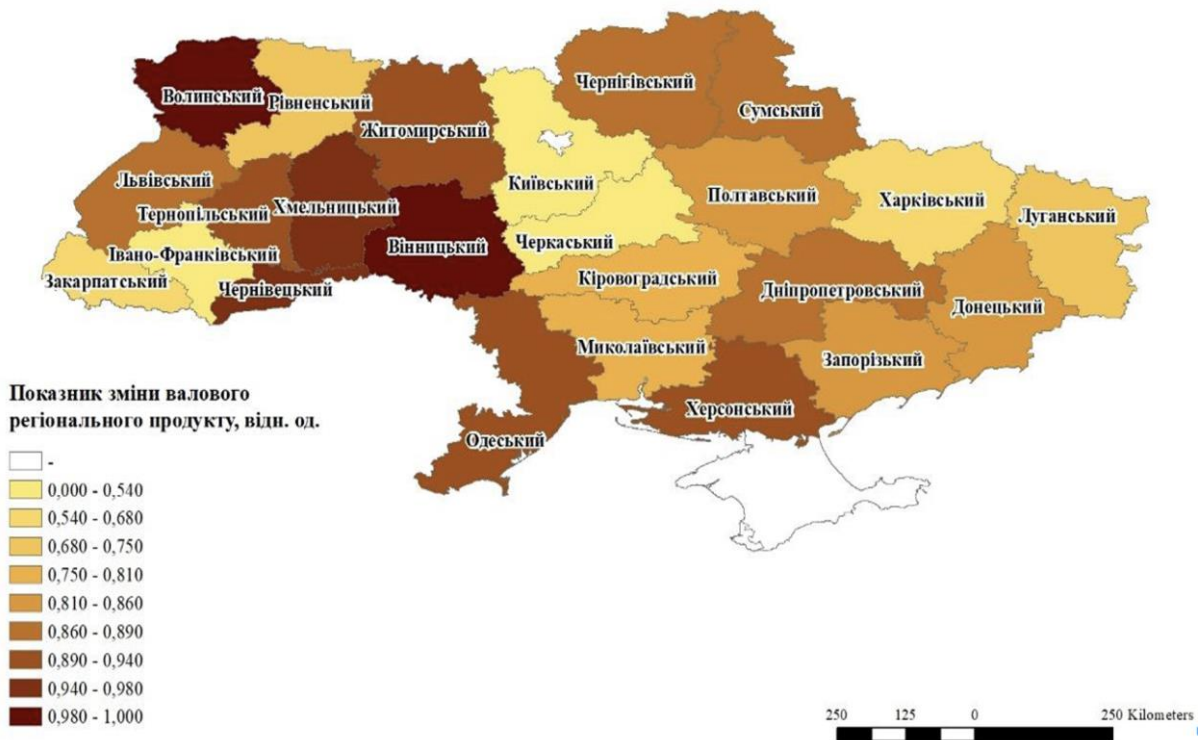 Чернігівський
Волинський
Рівненський
Сумський
Житомирський
Київський
Львівський
Полтавський
Харківський
Луганський
Тернопільський
Хмельницький
Вінницький
Черкаський
Івано-Франківський
Закарпатський
Чернівецький
Кіровоградський
Дніпропетровський
Донецький
Миколаївський
Запорізький
Херсонський
Одеський
Показник зміни валового
регіонального продукту, відн. од.
-
0,000 - 0,540
0,540 - 0,680
0,680 - 0,750
0,750 - 0,810
0,810 - 0,860
0,860 - 0,890
0,890 - 0,940
0,940 - 0,980
0,980 - 1,000
250 125 0 250 Kilometers